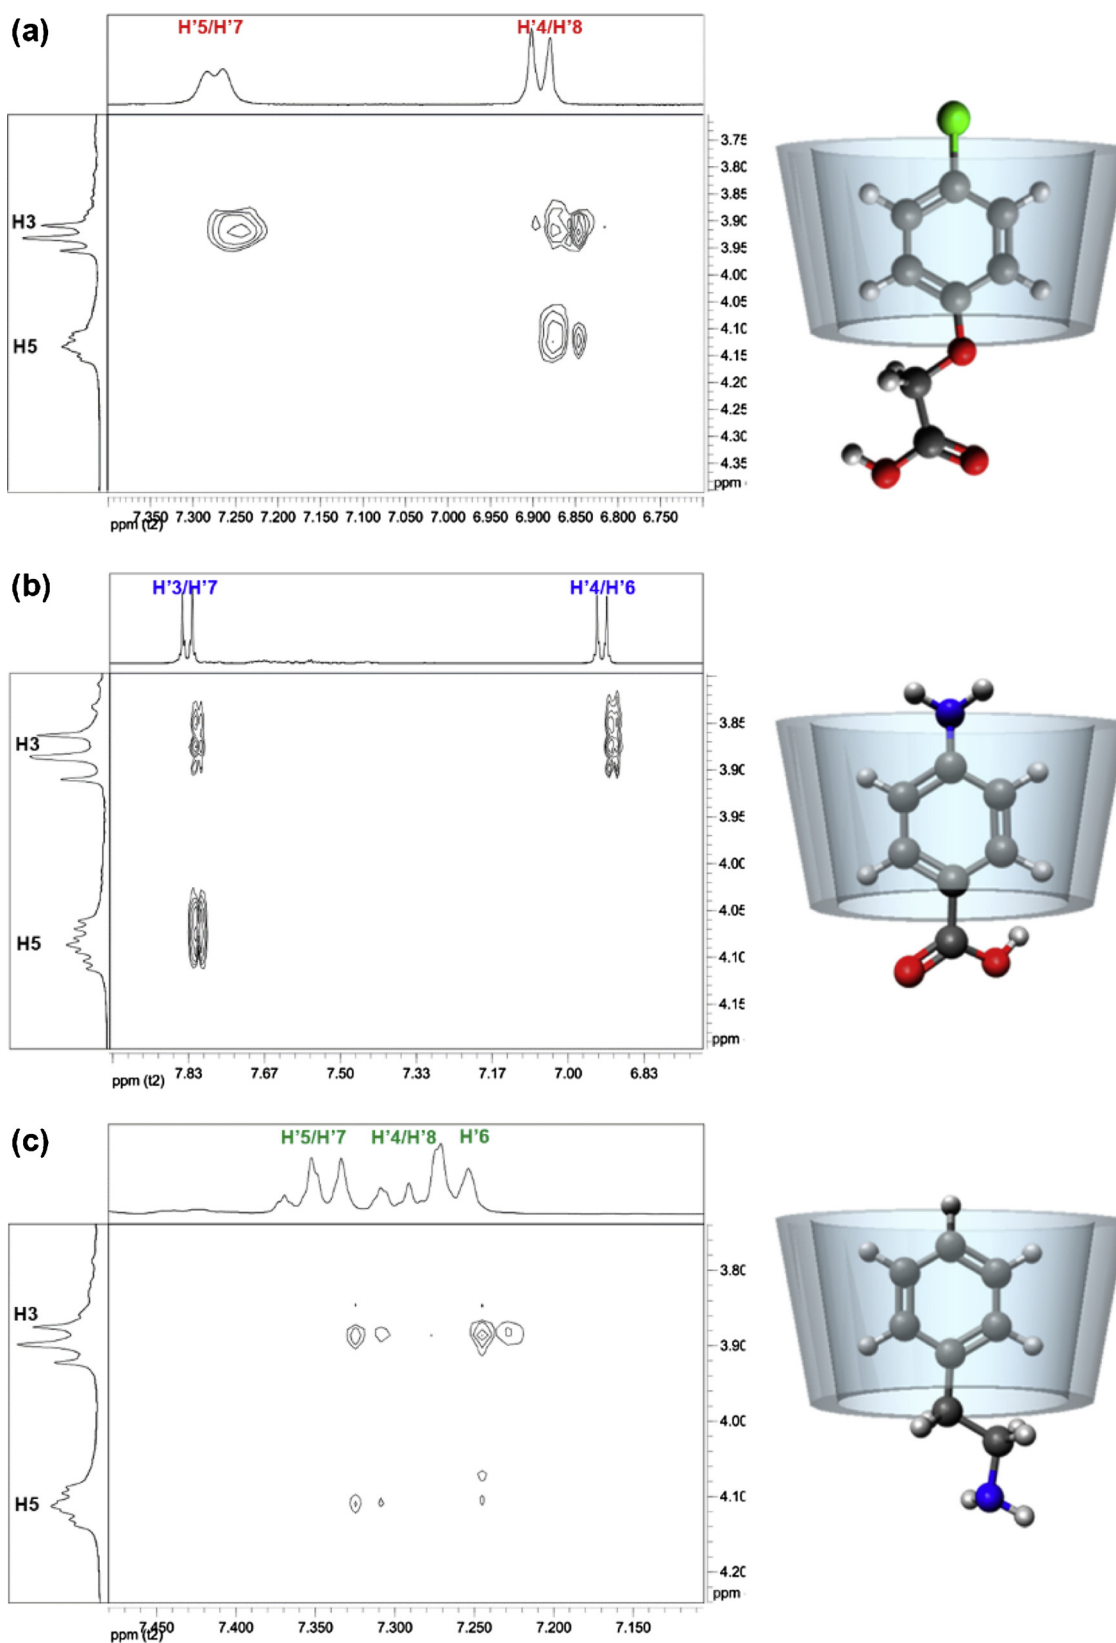 (a)
H'5/H'7 H'4/H'8
H3
H5
3.75
3.80
3.85
3.90
3.95
4.00
4.05
4.10
4.15
4.20
4.25
4.30
4.35
ppm
7.350 7.300 7.250 7.200 7.150 7.100 7.050 7.000 6.950 6.900 6.850 6.800 6.750
ppm (t2)
(b)
H'3/H'7 H'4/H'6
H3
H5
3.85
3.90
3.95
4.00
4.05
4.10
4.15
ppm
7.83 7.67 7.50 7.33 7.17 7.00 6.83
ppm (t2)
(c)
H'5/H'7 H'4/H'8 H'6
H3
H5
3.80
3.90
4.00
4.10
4.20
ppm
7.450 7.400 7.350 7.300 7.250 7.200 7.150
ppm (t2)